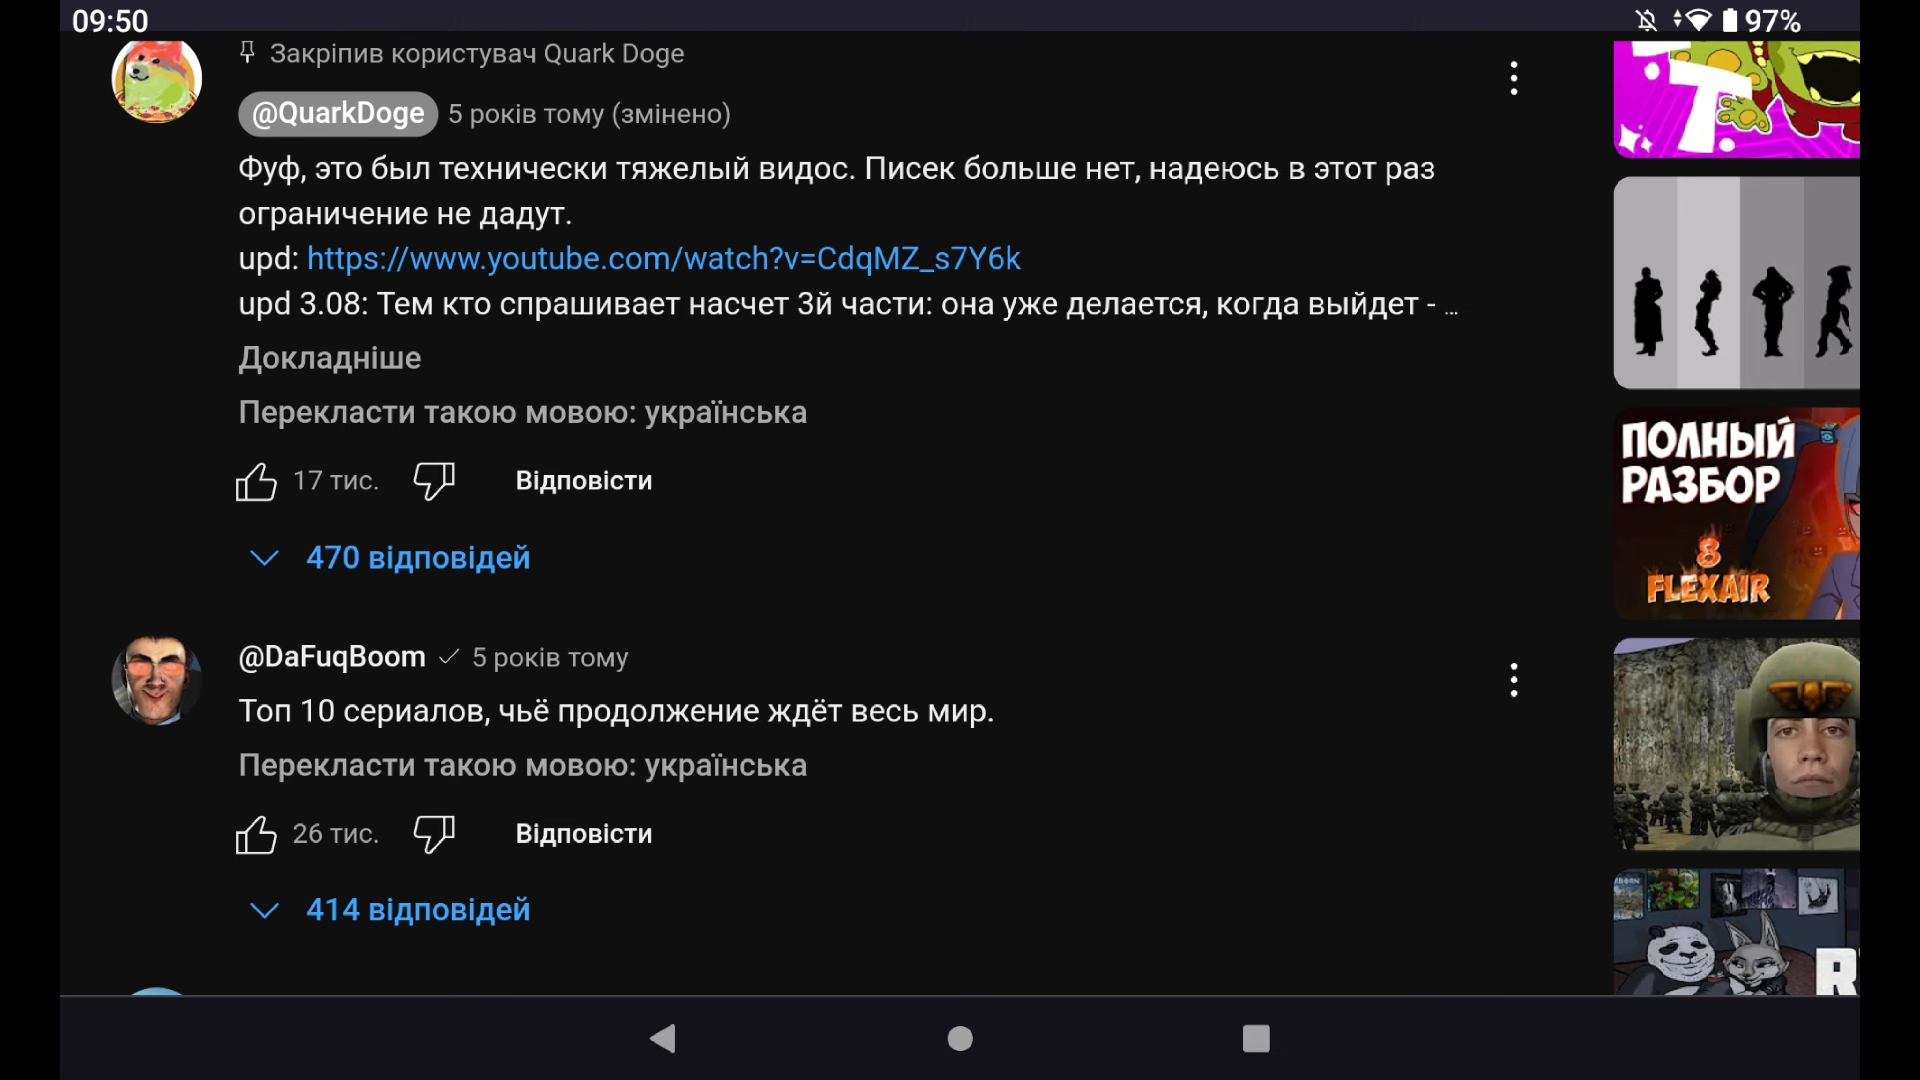 09:50
97%
Закріпив користувач Quark Doge
@QuarkDoge 5 років тому (змінено)
Фуф, это был технически тяжелый видос. Писек больше нет, надеюсь в этот раз
ограничение не дадут.
upd: https://www.youtube.com/watch?v=CdqMZ_s7Y6k
upd 3.08: Тем кто спрашивает насчет 3й части: она уже делается, когда выйдет - ...
Докладніше
Перекласти такою мовою: українська
17 тис. Відповісти
470 відповідей
@DaFuqBoom 5 років тому
Топ 10 сериалов, чьё продолжение ждёт весь мир.
Перекласти такою мовою: українська
26 тис. Відповісти
414 відповідей
Т
ПОЛНЫЙ
РАЗБОР
8
FLEXAIR
R